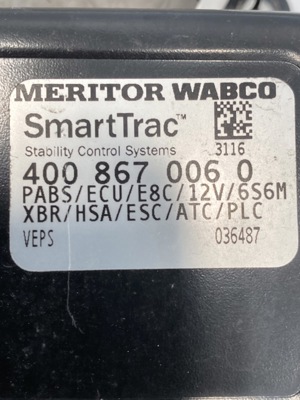 MERITOR WABCO
SmartTrac™
Stability Control Systems 3116
400 867 006 0
PABS/ECU/E8C/12V/6S6M
XBR/HSA/ESC/ATC/PLC
VEPS 036487